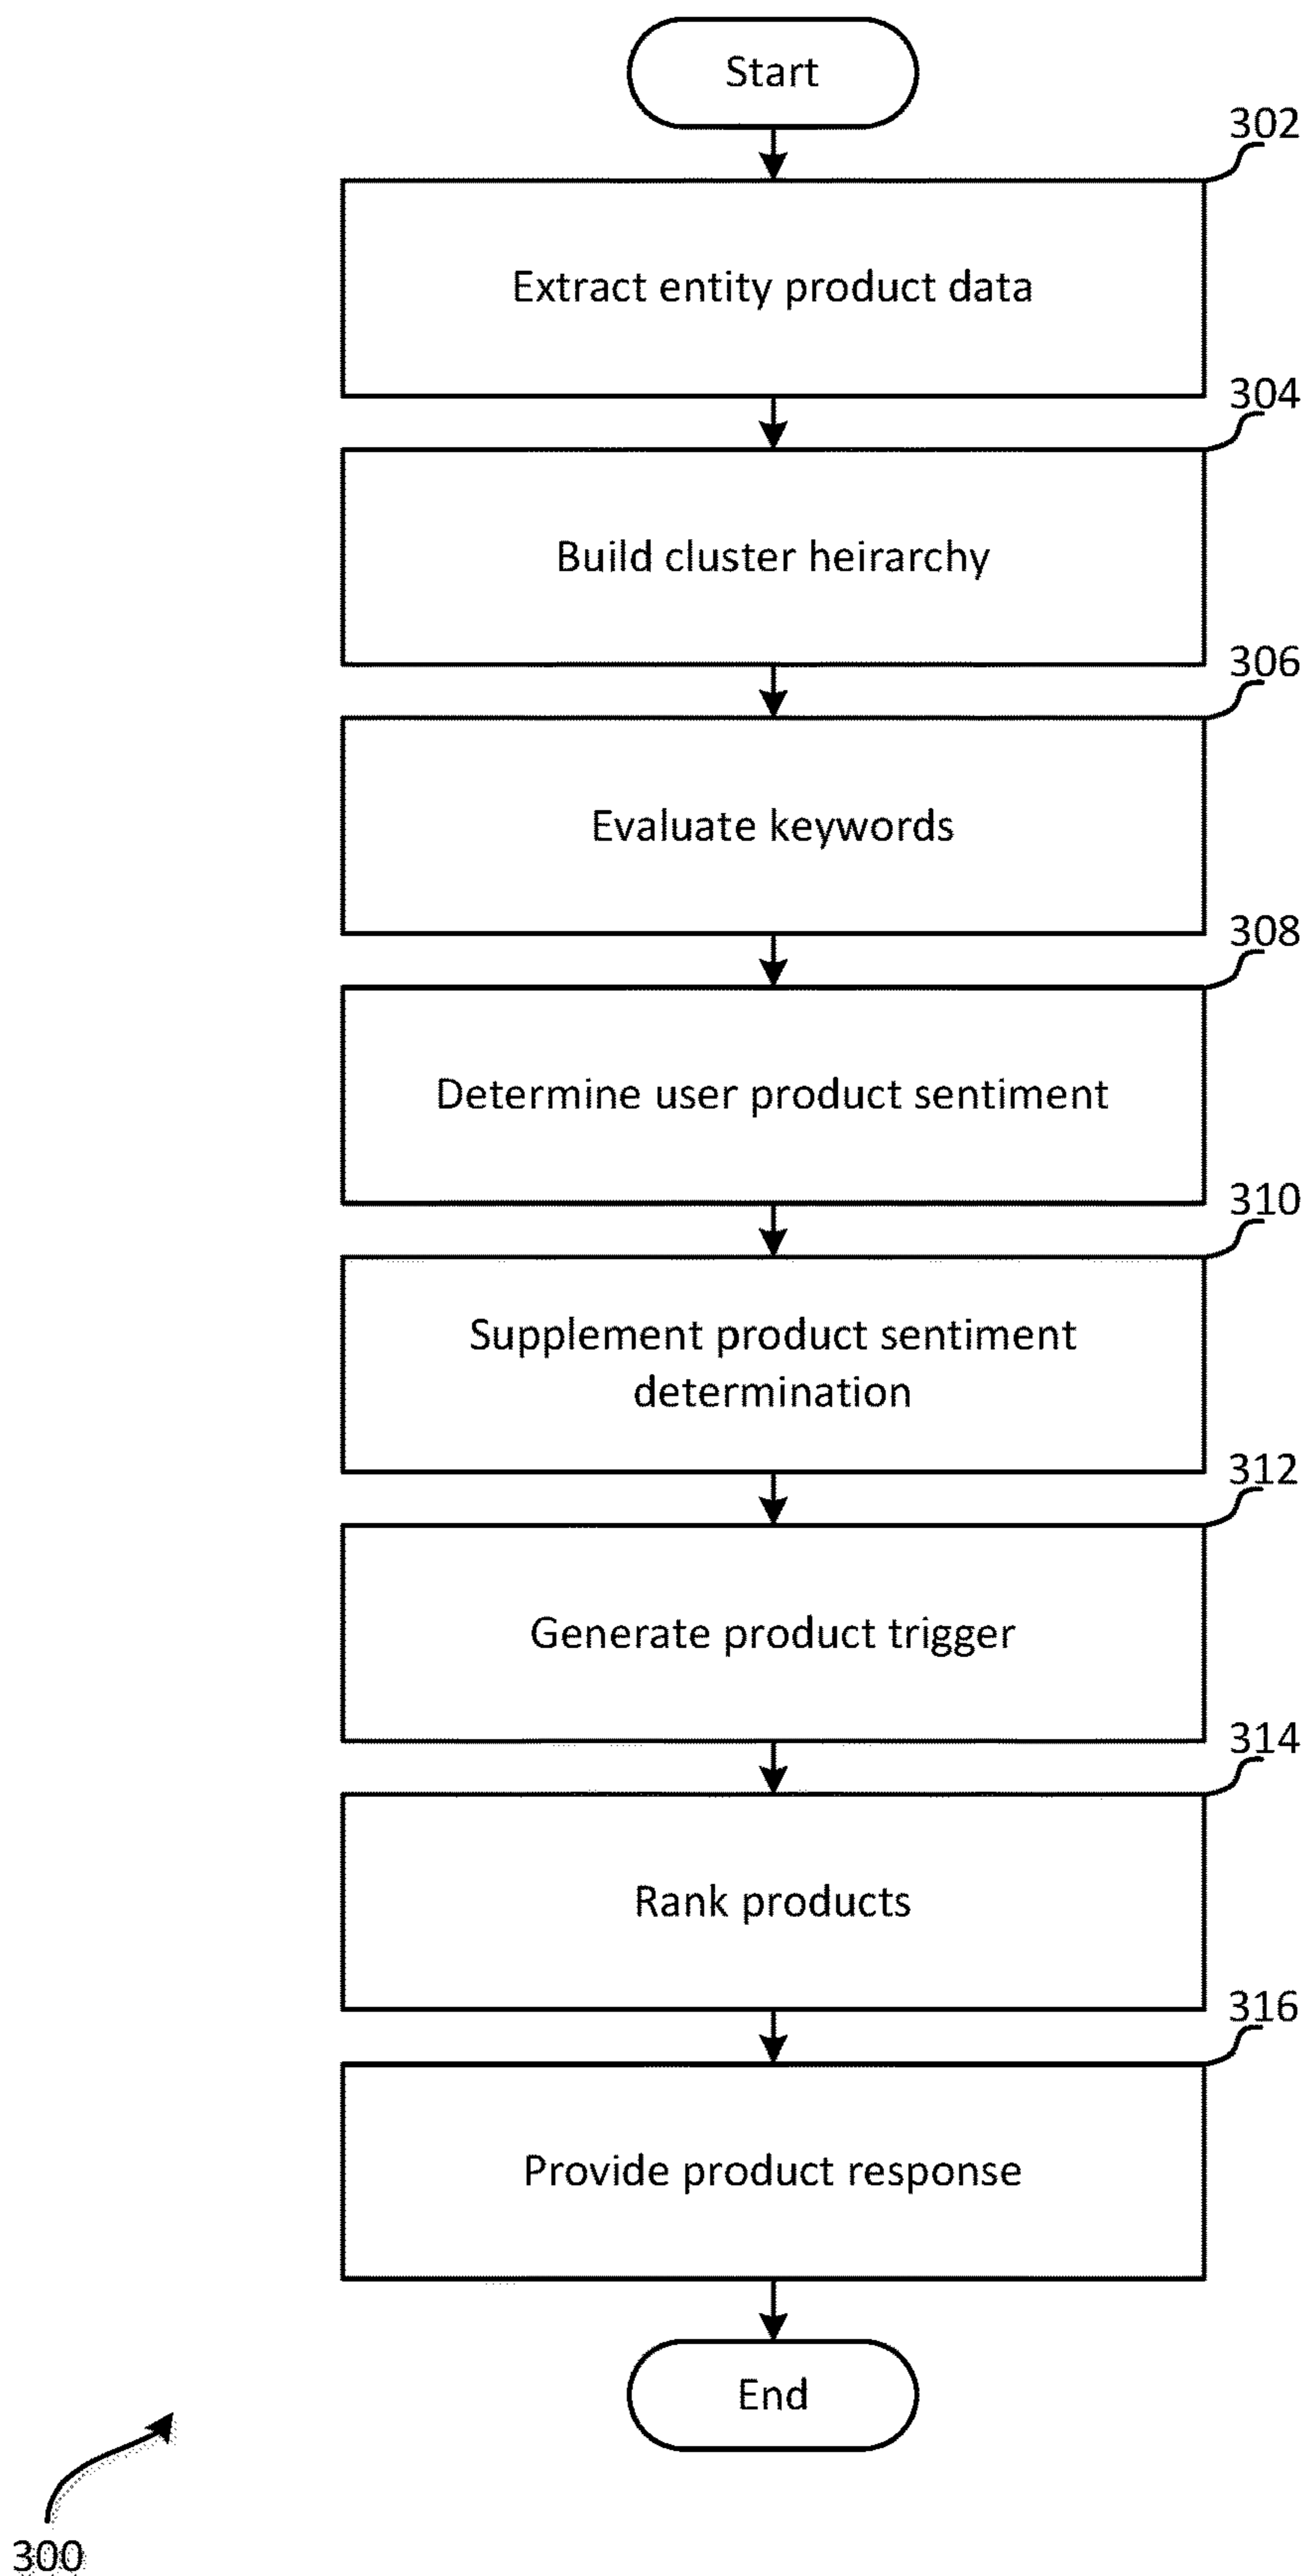 Start
302
Extract entity product data
304
Build cluster heirarchy
306
Evaluate keywords
308
Determine user product sentiment
310
Supplement product sentiment
determination
312
Generate product trigger
314
Rank products
316
Provide product response
End
300